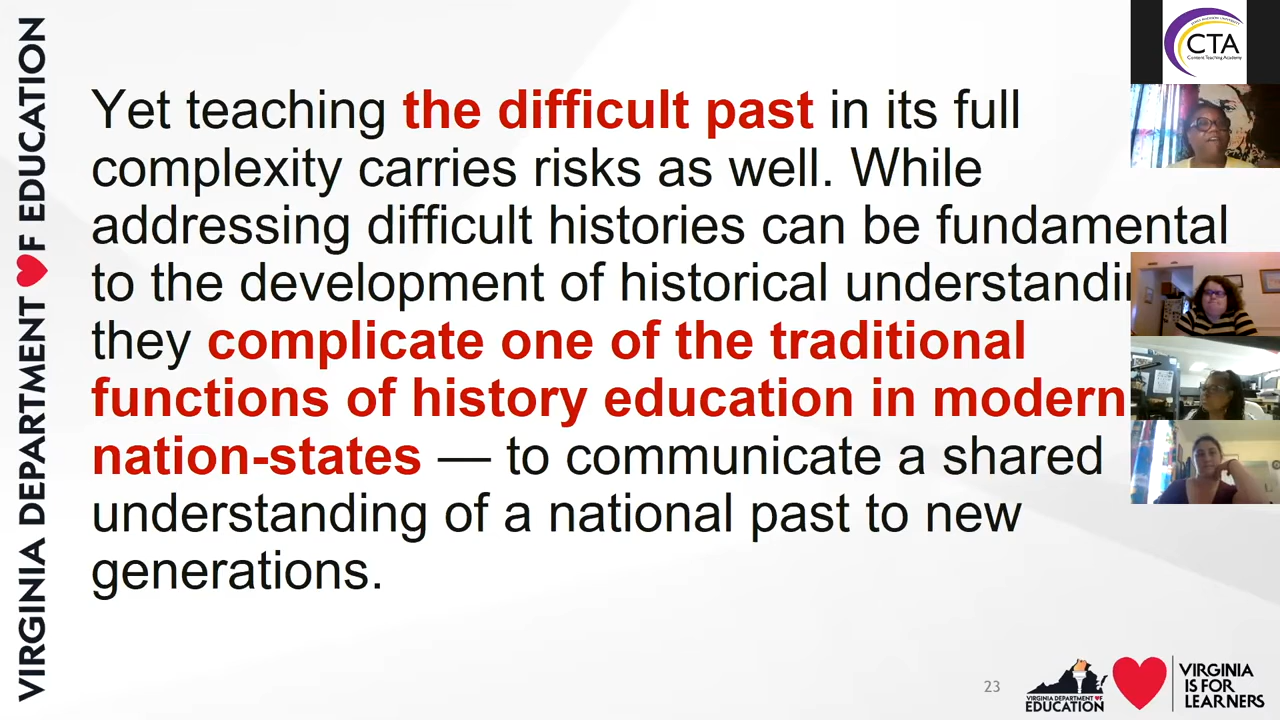 VIRGINIA DEPARTMENT OF EDUCATION
Yet teaching the difficult past in its full
complexity carries risks as well. While
addressing difficult histories can be fundamental
to the development of historical
they complicate one of the traditional
functions of history education in modern
nation-states — to communicate a shared
understanding of a national past to new
generations.
CTA
Content Teaching Academy
23
VIRGINIA DEPARTMENT OF
EDUCATION
VIRGINIA
IS FOR
LEARNERS